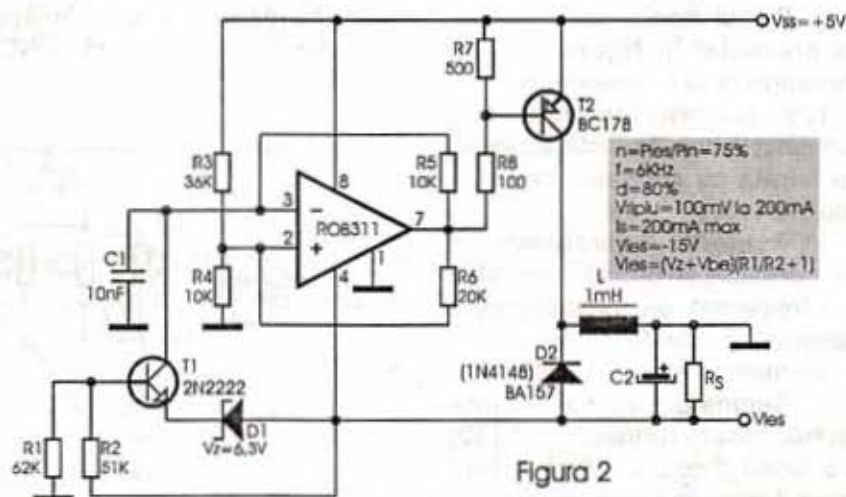 Vss=+5V
R7
500
T2
BC178
R3
36K
R5
10K
R8
100
n=Pies/Pin=75%
f=6KHz
d=80%
Vriplu=100mV la 200mA
Is=200mA max
Vies=-15V
Vies=(Vz+Vbe)(R1/R2+1)
3
8
7
2
4
1
ROB311
C1
10nF
R4
10K
R6
20K
L
1mH
T1
2N2222
D2
(1N4148)
BA157
C2
+
Rs
D1
Vz=6,3V
Vies
R1
62K
R2
51K
Figura 2